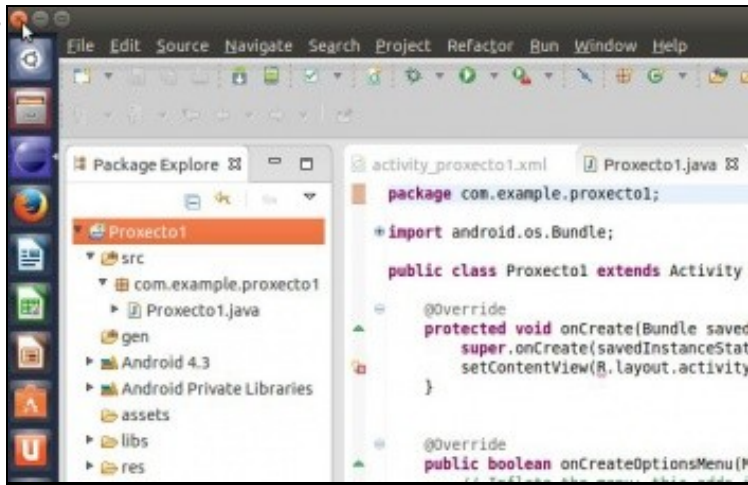 File Edit Source Navigate Search Project Refactor Run Window Help
Package Explore
activity_proxecto1.xml
Proxecto1.java
Proxecto1
src
com.example.proxecto1
Proxecto1.java
gen
Android 4.3
Android Private Libraries
assets
libs
res
package com.example.proxecto1;
import android.os.Bundle;
public class Proxecto1 extends Activity
@Override
protected void onCreate(Bundle saved
super.onCreate(savedInstanceStat
setContentView(R.layout.activity
}
@Override
public boolean onCreateOptionsMenu(M